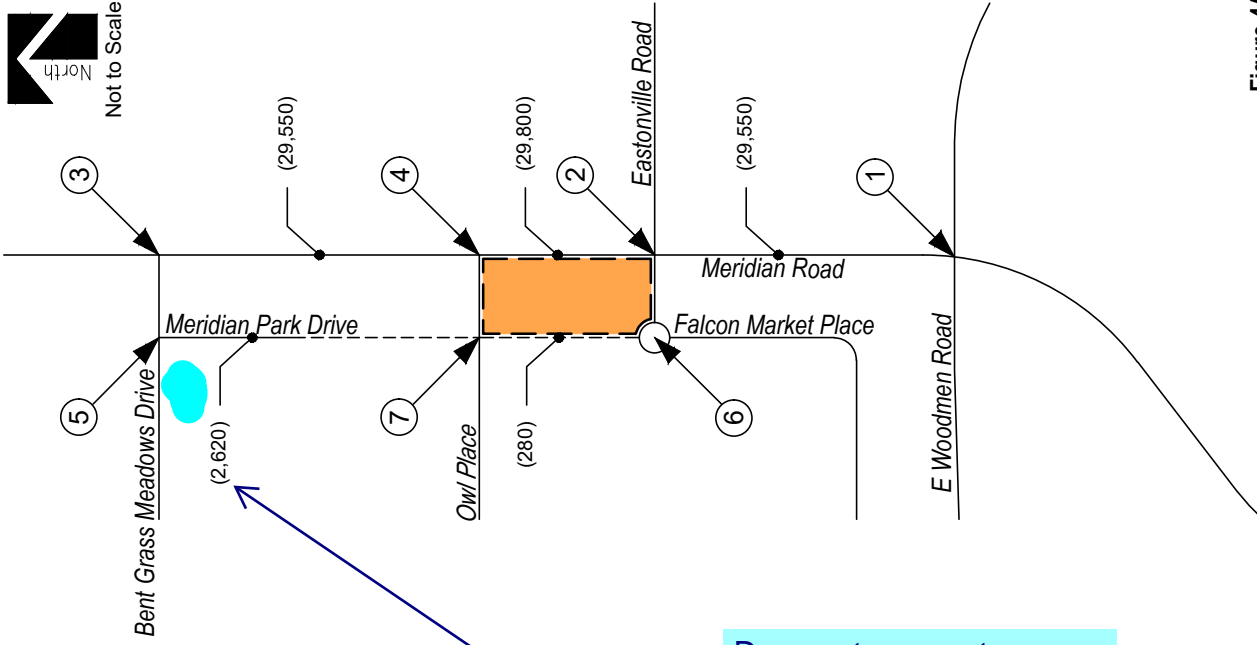 North
Not to Scale
3
(29,550)
4
(29,800)
2
Eastonville Road
(29,550)
1
Meridian Road
Meridian Park Drive
Falcon Market Place
5
Bent Grass Meadows Drive
(2,620)
7
Owl Place
(280)
6
E Woodmen Road
Figure